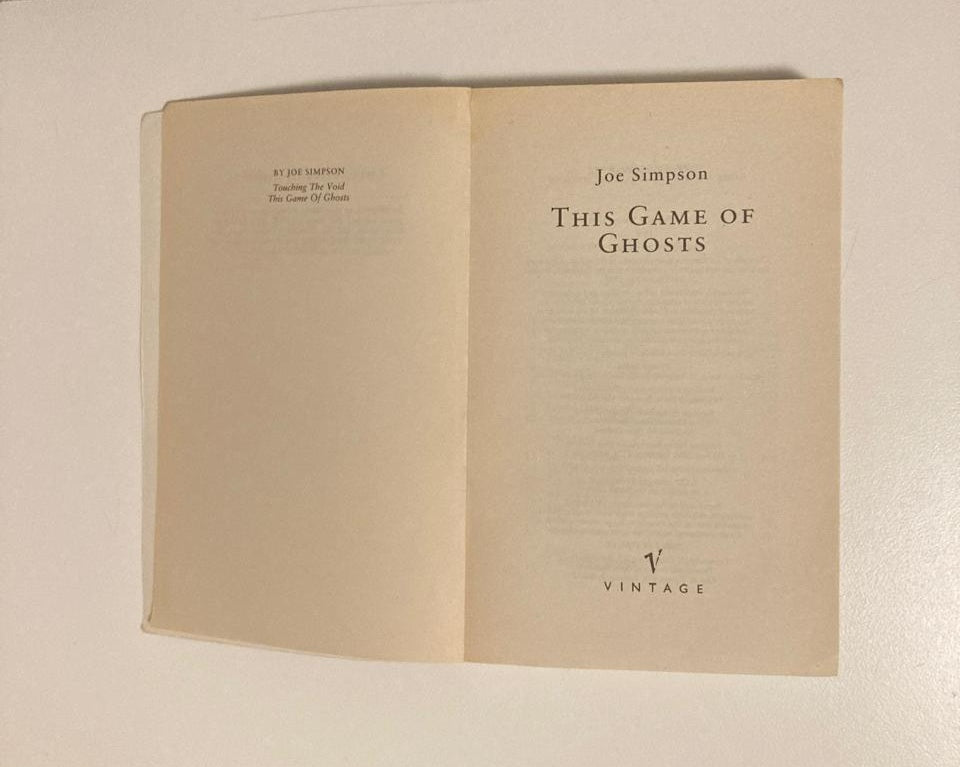 BY JOE SIMPSON
Touching The Void
This Game Of Ghosts
Joe Simpson
THIS GAME OF
GHOSTS
V
VINTAGE